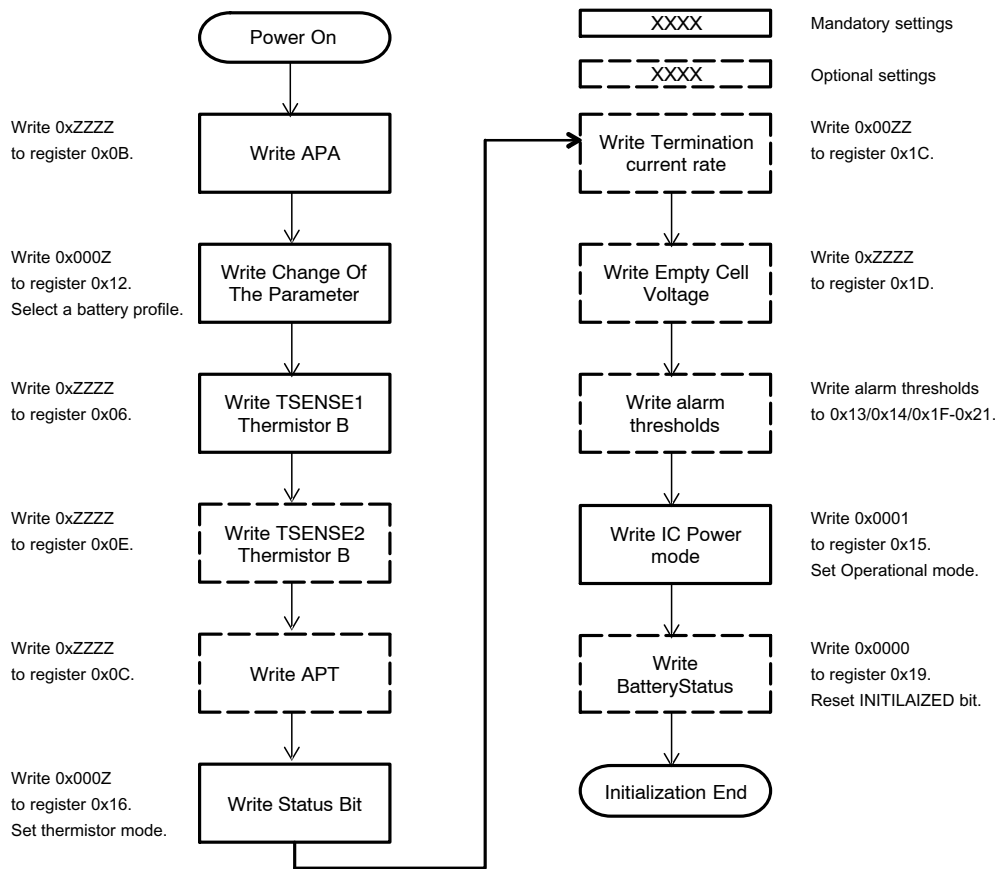 Power On
Write 0xZZZZ
to register 0x0B.
Write APA
Write 0x000Z
to register 0x12.
Select a battery profile.
Write Change Of
The Parameter
Write 0xZZZZ
to register 0x06.
Write TSENSE1
Thermistor B
Write 0xZZZZ
to register 0x0E.
Write TSENSE2
Thermistor B
Write 0xZZZZ
to register 0x0C.
Write APT
Write 0x000Z
to register 0x16.
Set thermistor mode.
Write Status Bit
XXXX
Mandatory settings
XXXX
Optional settings
Write Termination
current rate
Write 0x00ZZ
to register 0x1C.
Write Empty Cell
Voltage
Write 0xZZZZ
to register 0x1D.
Write alarm
thresholds
Write alarm thresholds
to 0x13/0x14/0x1F-0x21.
Write IC Power
mode
Write 0x0001
to register 0x15.
Set Operational mode.
Write
BatteryStatus
Write 0x0000
to register 0x19.
Reset INITILAIZED bit.
Initialization End